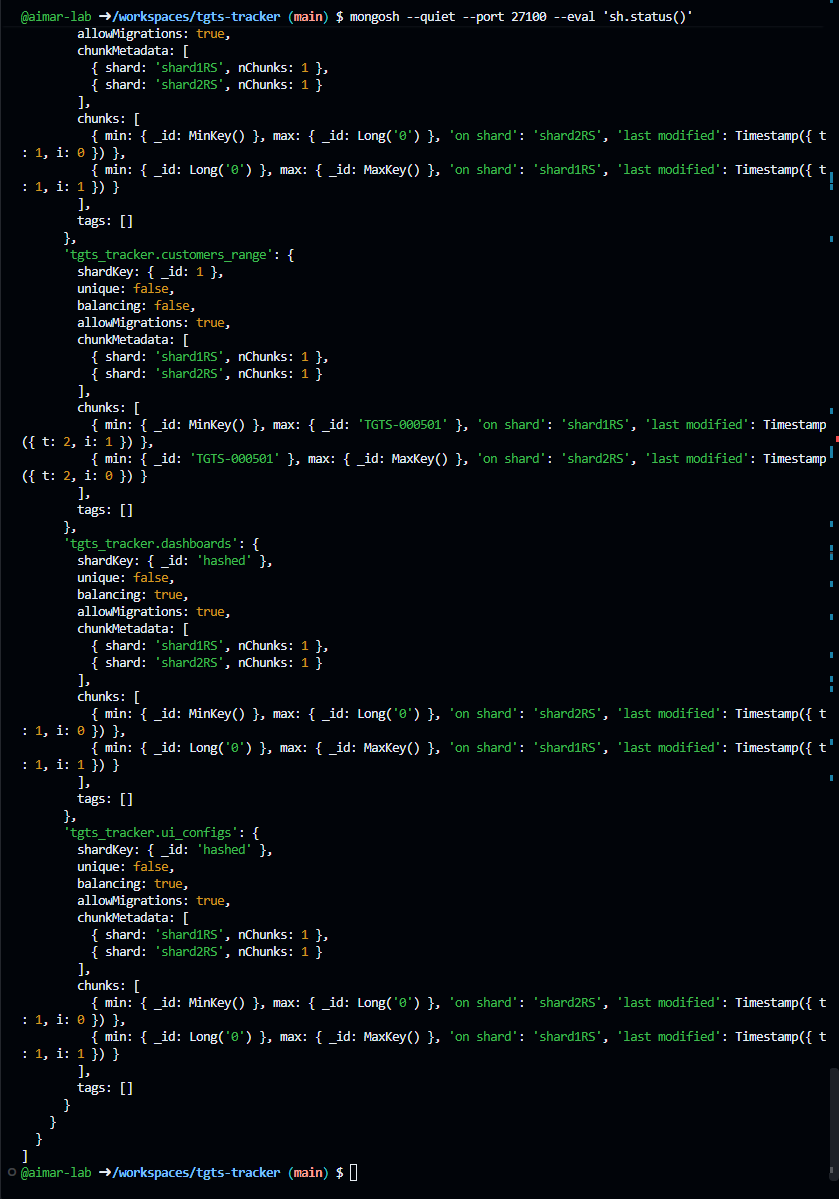 @aimar-lab ➜/workspaces/tgts-tracker (main) $ mongosh --quiet --port 27100 --eval 'sh.status()'
        allowMigrations: true,
        chunkMetadata: [
          { shard: 'shard1RS', nChunks: 1 },
          { shard: 'shard2RS', nChunks: 1 }
        ],
        chunks: [
          { min: { _id: MinKey() }, max: { _id: Long('0') }, 'on shard': 'shard2RS', 'last modified': Timestamp({ t
: 1, i: 0 }) },
          { min: { _id: Long('0') }, max: { _id: MaxKey() }, 'on shard': 'shard1RS', 'last modified': Timestamp({ t
: 1, i: 1 }) }
        ],
        tags: []
      },
      'tgts_tracker.customers_range': {
        shardKey: { _id: 1 },
        unique: false,
        balancing: false,
        allowMigrations: true,
        chunkMetadata: [
          { shard: 'shard1RS', nChunks: 1 },
          { shard: 'shard2RS', nChunks: 1 }
        ],
        chunks: [
          { min: { _id: MinKey() }, max: { _id: 'TGTS-000501' }, 'on shard': 'shard1RS', 'last modified': Timestamp
({ t: 2, i: 1 }) },
          { min: { _id: 'TGTS-000501' }, max: { _id: MaxKey() }, 'on shard': 'shard2RS', 'last modified': Timestamp
({ t: 2, i: 0 }) }
        ],
        tags: []
      },
      'tgts_tracker.dashboards': {
        shardKey: { _id: 'hashed' },
        unique: false,
        balancing: true,
        allowMigrations: true,
        chunkMetadata: [
          { shard: 'shard1RS', nChunks: 1 },
          { shard: 'shard2RS', nChunks: 1 }
        ],
        chunks: [
          { min: { _id: MinKey() }, max: { _id: Long('0') }, 'on shard': 'shard2RS', 'last modified': Timestamp({ t
: 1, i: 0 }) },
          { min: { _id: Long('0') }, max: { _id: MaxKey() }, 'on shard': 'shard1RS', 'last modified': Timestamp({ t
: 1, i: 1 }) }
        ],
        tags: []
      },
      'tgts_tracker.ui_configs': {
        shardKey: { _id: 'hashed' },
        unique: false,
        balancing: true,
        allowMigrations: true,
        chunkMetadata: [
          { shard: 'shard1RS', nChunks: 1 },
          { shard: 'shard2RS', nChunks: 1 }
        ],
        chunks: [
          { min: { _id: MinKey() }, max: { _id: Long('0') }, 'on shard': 'shard2RS', 'last modified': Timestamp({ t
: 1, i: 0 }) },
          { min: { _id: Long('0') }, max: { _id: MaxKey() }, 'on shard': 'shard1RS', 'last modified': Timestamp({ t
: 1, i: 1 }) }
        ],
        tags: []
      }
    }
  }
]
@aimar-lab ➜/workspaces/tgts-tracker (main) $